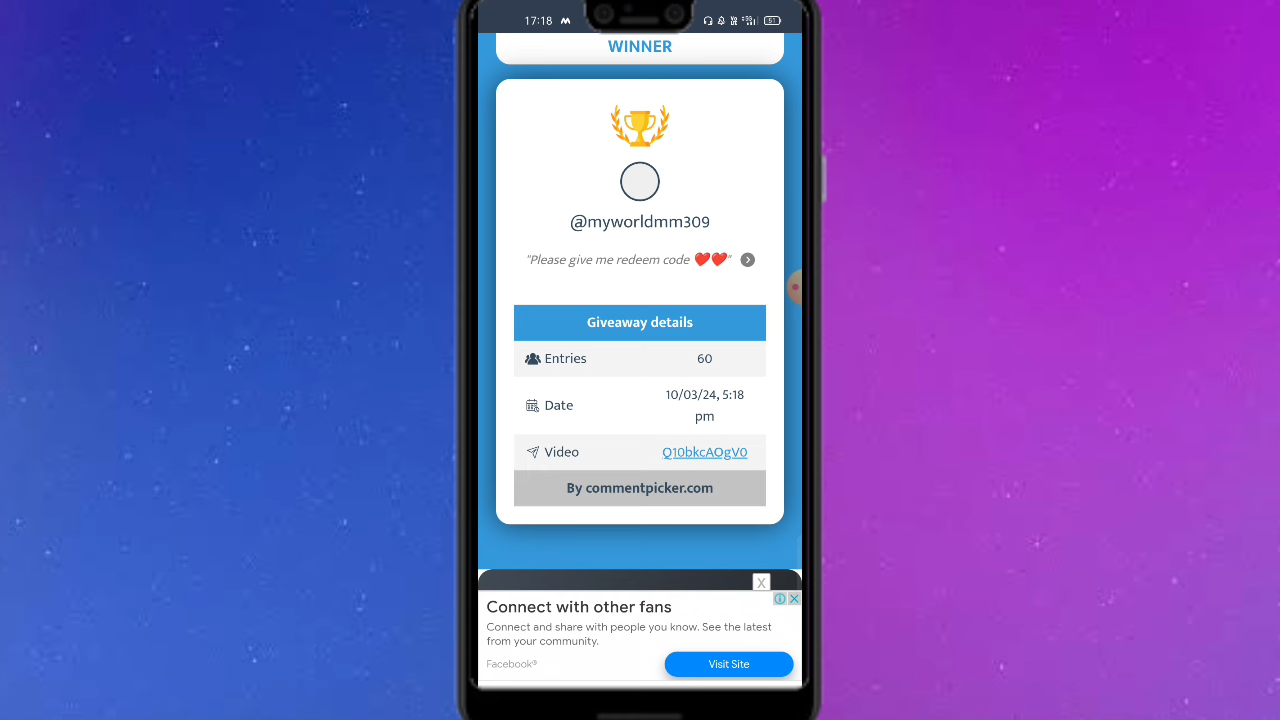 17:18
WINNER
@myworldmm309
"Please give me redeem code ❤️❤️"
Giveaway details
Entries 60
Date 10/03/24, 5:18
pm
Video Q10bkcAOgV0
By commentpicker.com
X
Connect with other fans
Connect and share with people you know. See the latest
from your community.
Facebook®
Visit Site